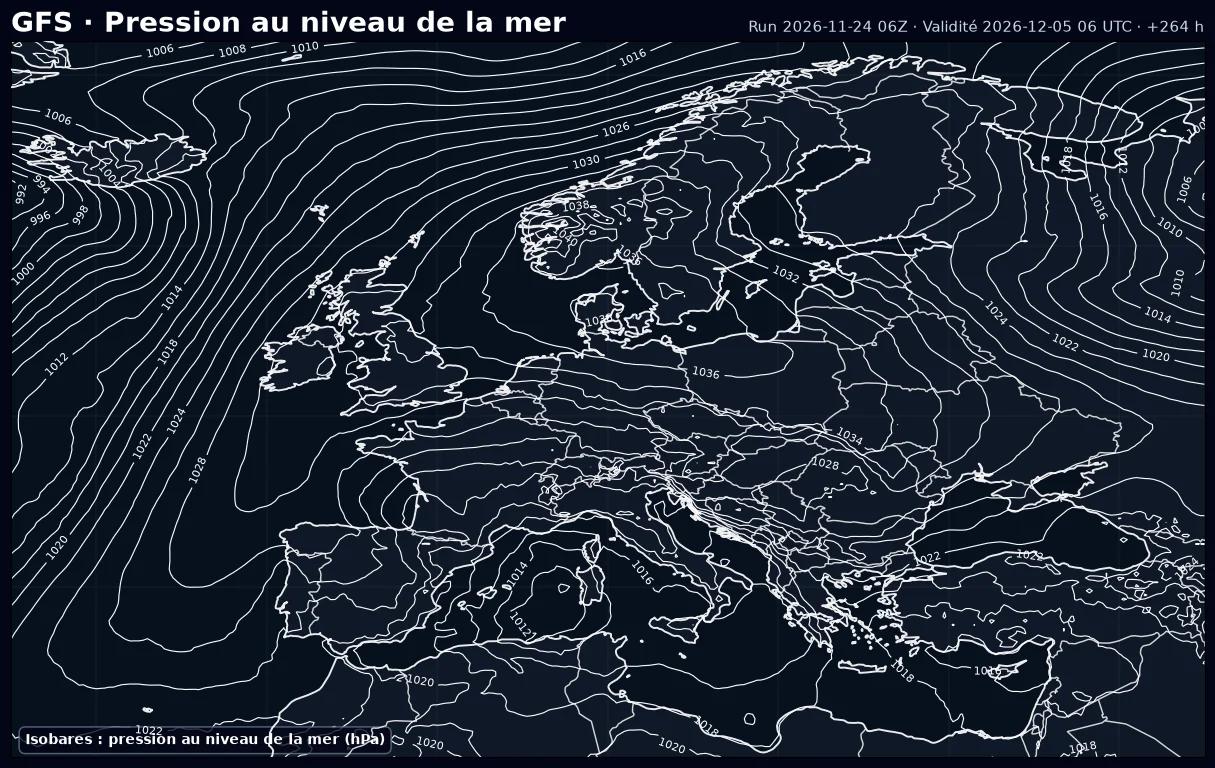 GFS · Pression au niveau de la mer
Run 2026-11-24 06Z · Validité 2026-12-05 06 UTC · +264 h
1006 1008 1010 1016
1006 1026
1030 1018 1012
992 994 1006
996 998 1038 1016 1010
1000 1032 1010
1014 1024 1014
1012 1018 1022 1020
1036
1024 1034
1022 1028 1028
1020 1014 1016 1022 1022
1012
1020 1018 1016
1022 1018
1020 1020 1018
Isobares : pression au niveau de la mer (hPa)